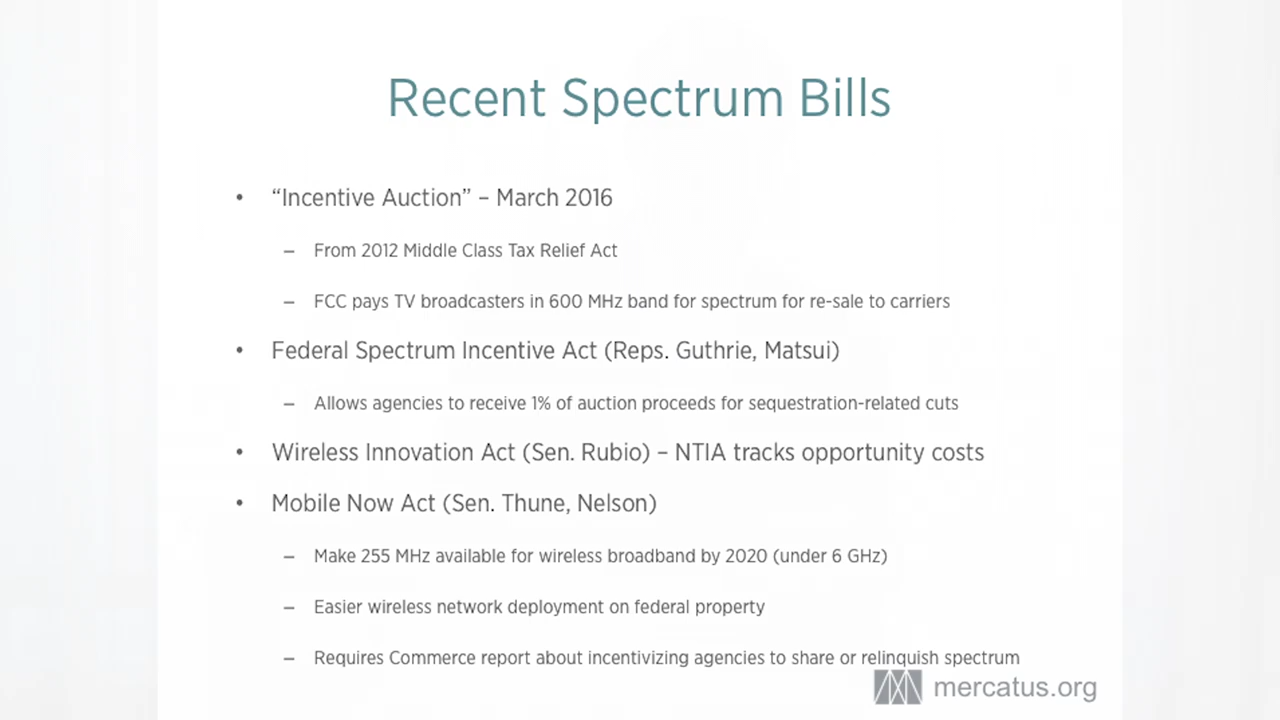 Recent Spectrum Bills
• “Incentive Auction” – March 2016
– From 2012 Middle Class Tax Relief Act
– FCC pays TV broadcasters in 600 MHz band for spectrum for re-sale to carriers
• Federal Spectrum Incentive Act (Reps. Guthrie, Matsui)
– Allows agencies to receive 1% of auction proceeds for sequestration-related cuts
• Wireless Innovation Act (Sen. Rubio) – NTIA tracks opportunity costs
• Mobile Now Act (Sen. Thune, Nelson)
– Make 255 MHz available for wireless broadband by 2020 (under 6 GHz)
– Easier wireless network deployment on federal property
– Requires Commerce report about incentivizing agencies to share or relinquish spectrum
mercatus.org